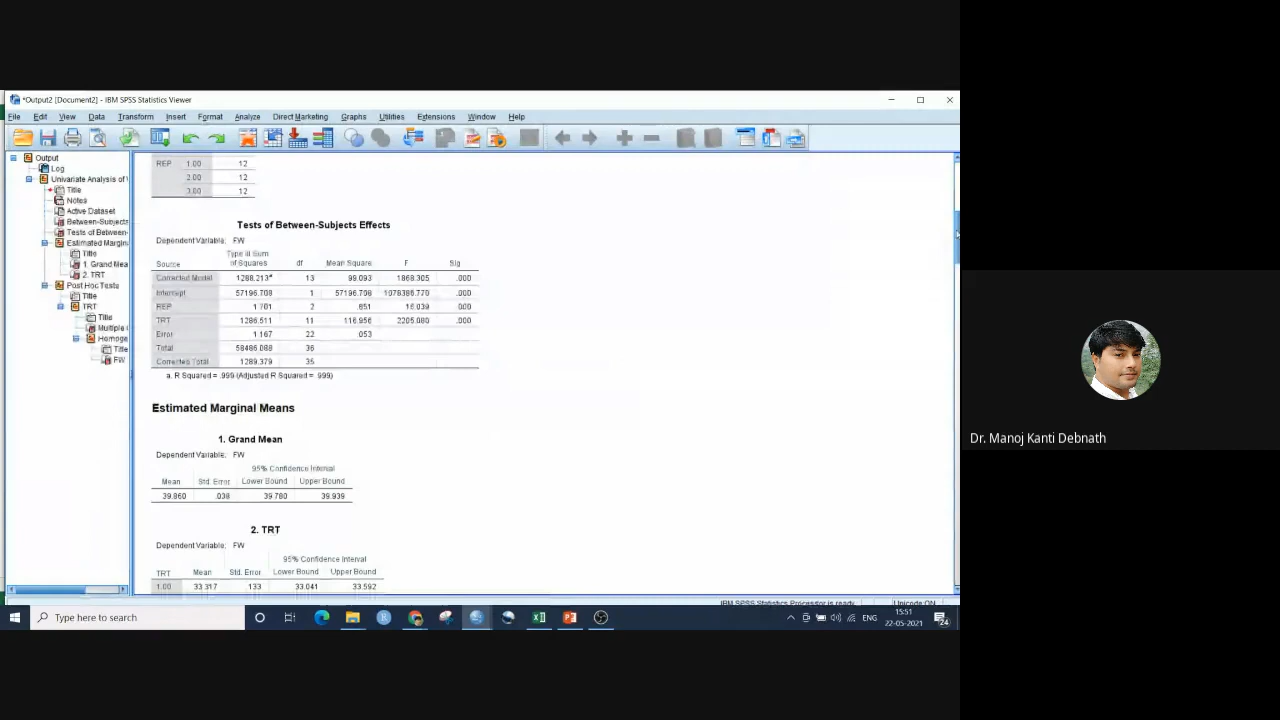 *Output2 [Document2] - IBM SPSS Statistics Viewer
File Edit View Data Transform Insert Format Analyze Direct Marketing Graphs Utilities Extensions Window Help
Output
Log
Univariate Analysis of
Title
Notes
Active Dataset
Between-Subjects
Tests of Between-
Estimated Margina
Title
1. Grand Mea
2. TRT
Post Hoc Tests
Title
TRT
Title
Multiple
Homoge
Title
FW
REP 1.00 12
2.00 12
3.00 12
Tests of Between-Subjects Effects
Dependent Variable: FW
Source Type III Sum of Squares df Mean Square F Sig
Corrected Model 1288.213ᵃ 13 99.093 1868.305 .000
Intercept 57196.708 1 57196.708 1078386.770 .000
REP 1.701 2 .851 16.039 .000
TRT 1286.511 11 116.956 2205.080 .000
Error 1.167 22 .053
Total 58486.088 36
Corrected Total 1289.379 35
a. R Squared = .999 (Adjusted R Squared = .999)
Estimated Marginal Means
1. Grand Mean
Dependent Variable: FW
95% Confidence Interval
Mean Std. Error Lower Bound Upper Bound
39.860 .038 39.780 39.939
2. TRT
Dependent Variable: FW
95% Confidence Interval
TRT Mean Std. Error Lower Bound Upper Bound
1.00 33.317 .133 33.041 33.592
IBM SPSS Statistics Processor is ready
Unicode:ON
Type here to search
ENG
15:51
22-05-2021
24
Dr. Manoj Kanti Debnath